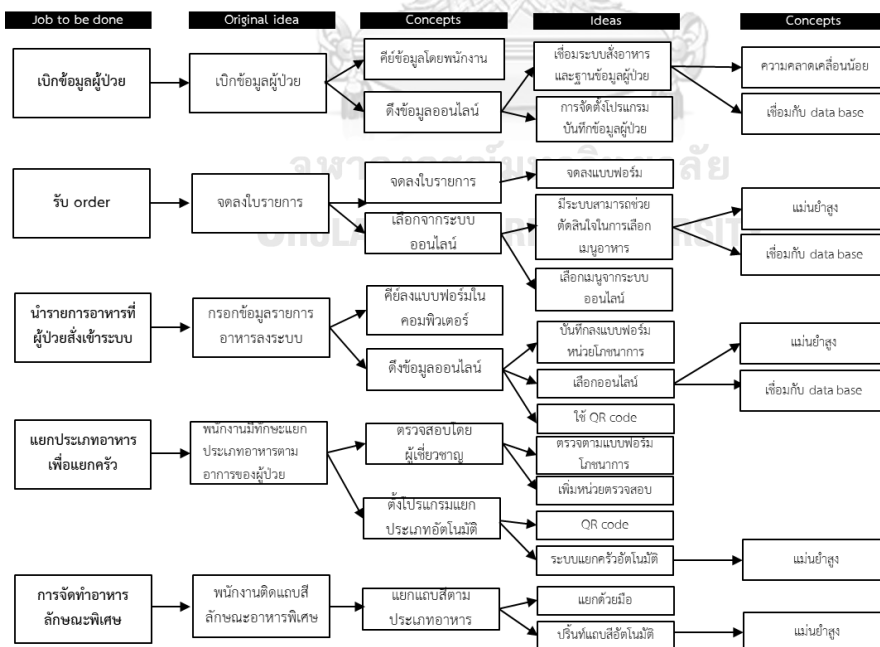 Job to be done
Original idea
Concepts
Ideas
Concepts
เบิกข้อมูลผู้ป่วย
เบิกข้อมูลผู้ป่วย
คีย์ข้อมูลโดยพนักงาน
ดึงข้อมูลออนไลน์
เชื่อมระบบสั่งอาหาร
และฐานข้อมูลผู้ป่วย
การจัดตั้งโปรแกรม
บันทึกข้อมูลผู้ป่วย
ความคลาดเคลื่อนน้อย
เชื่อมกับ data base
รับ order
จดลงใบรายการ
จดลงใบรายการ
เลือกจากระบบ
ออนไลน์
จดลงแบบฟอร์ม
มีระบบสามารถช่วย
ตัดสินใจในการเลือก
เมนูอาหาร
เลือกเมนูจากระบบ
ออนไลน์
แม่นยำสูง
เชื่อมกับ data base
นำรายการอาหารที่
ผู้ป่วยสั่งเข้าระบบ
กรอกข้อมูลรายการ
อาหารลงระบบ
คีย์ลงแบบฟอร์มใน
คอมพิวเตอร์
ดึงข้อมูลออนไลน์
บันทึกลงแบบฟอร์ม
หน่วยโภชนาการ
เลือกออนไลน์
ใช้ QR code
แม่นยำสูง
เชื่อมกับ data base
แยกประเภทอาหาร
เพื่อแยกครัว
พนักงานมีทักษะแยก
ประเภทอาหารตาม
อาการของผู้ป่วย
ตรวจสอบโดย
ผู้เชี่ยวชาญ
ตั้งโปรแกรมแยก
ประเภทอัตโนมัติ
ตรวจตามแบบฟอร์ม
โภชนาการ
เพิ่มหน่วยตรวจสอบ
QR code
ระบบแยกครัวอัตโนมัติ
แม่นยำสูง
การจัดทำอาหาร
ลักษณะพิเศษ
พนักงานติดแถบสี
ลักษณะอาหารพิเศษ
แยกแถบสีตาม
ประเภทอาหาร
แยกด้วยมือ
ปริ้นท์แถบสีอัตโนมัติ
แม่นยำสูง